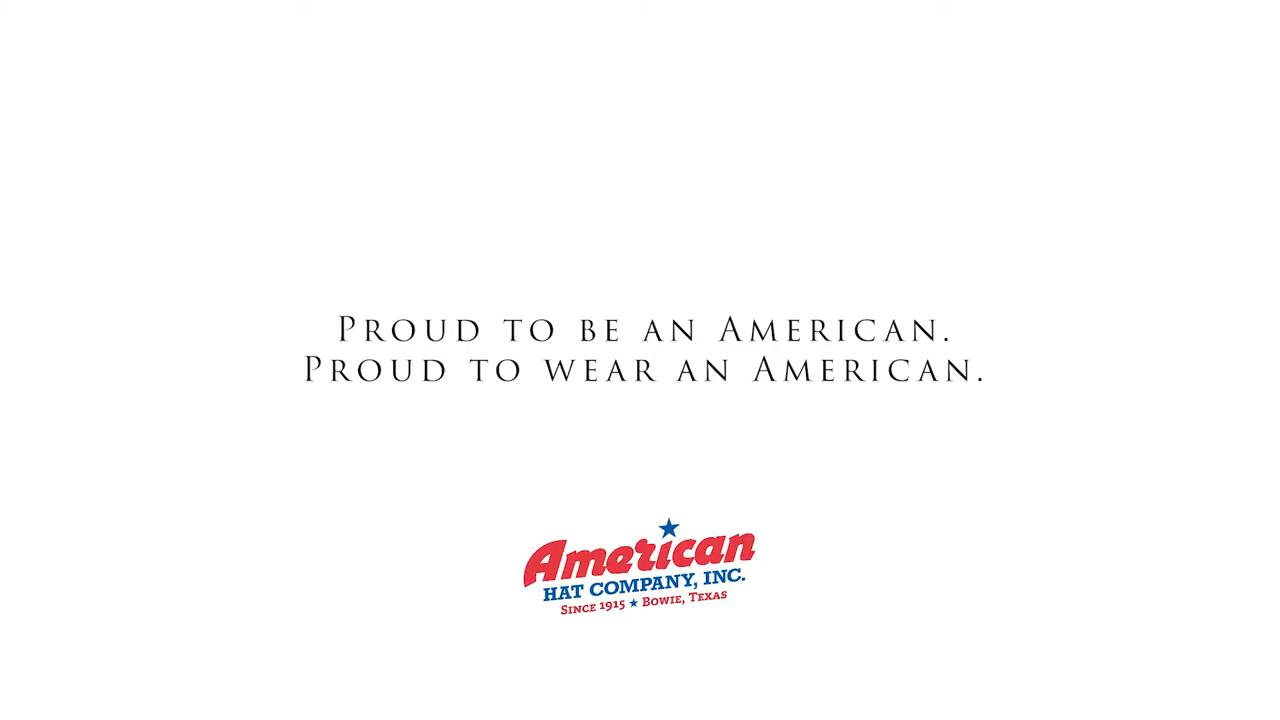 Proud to be an American.
Proud to wear an American.
American
HAT COMPANY, INC.
Since 1915 ★ Bowie, Texas